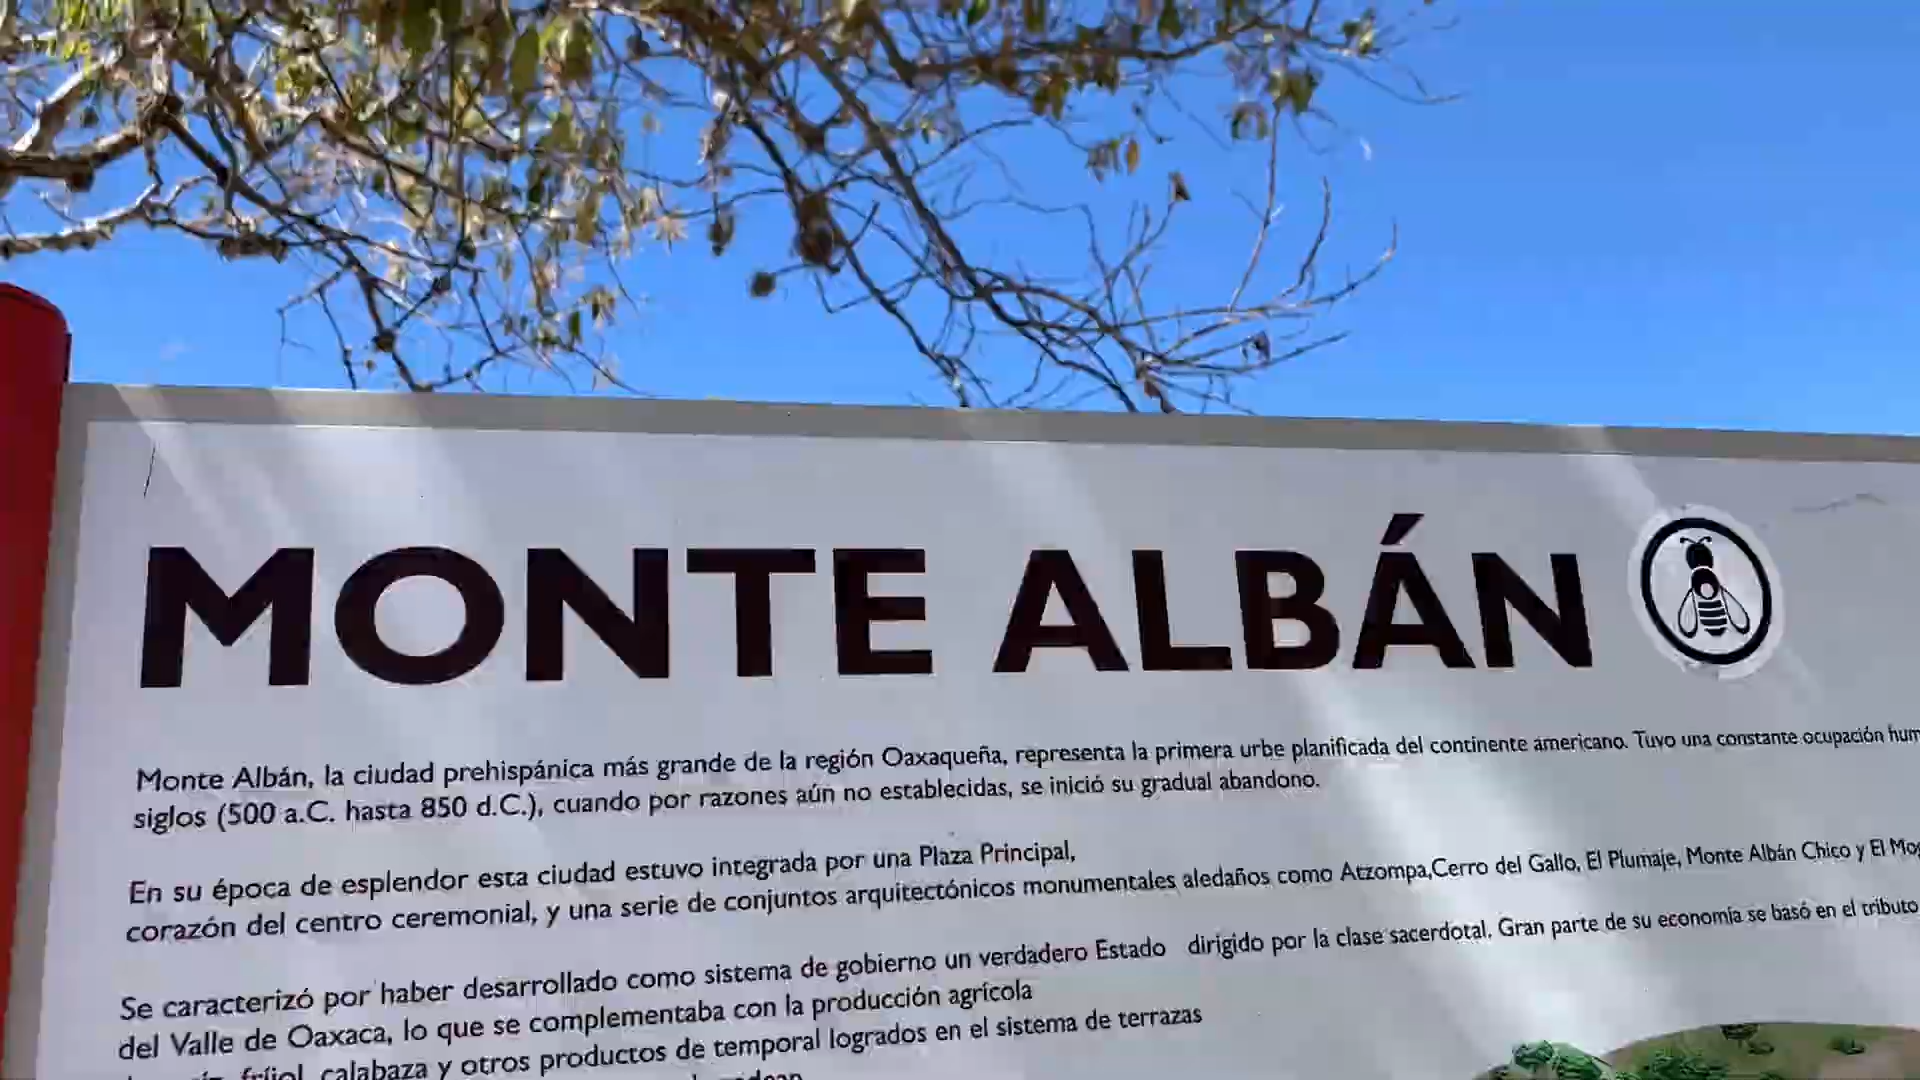 MONTE ALBÁN
Monte Albán, la ciudad prehispánica más grande de la región Oaxaqueña, representa la primera urbe planificada del continente americano. Tuvo una constante ocupación hum
siglos (500 a.C. hasta 850 d.C.), cuando por razones aún no establecidas, se inició su gradual abandono.
En su época de esplendor esta ciudad estuvo integrada por una Plaza Principal,
corazón del centro ceremonial, y una serie de conjuntos arquitectónicos monumentales aledaños como Atzompa,Cerro del Gallo, El Plumaje, Monte Albán Chico y El Mog
Se caracterizó por haber desarrollado como sistema de gobierno un verdadero Estado dirigido por la clase sacerdotal. Gran parte de su economía se basó en el tributo
del Valle de Oaxaca, lo que se complementaba con la producción agrícola
frijol, calabaza y otros productos de temporal logrados en el sistema de terrazas